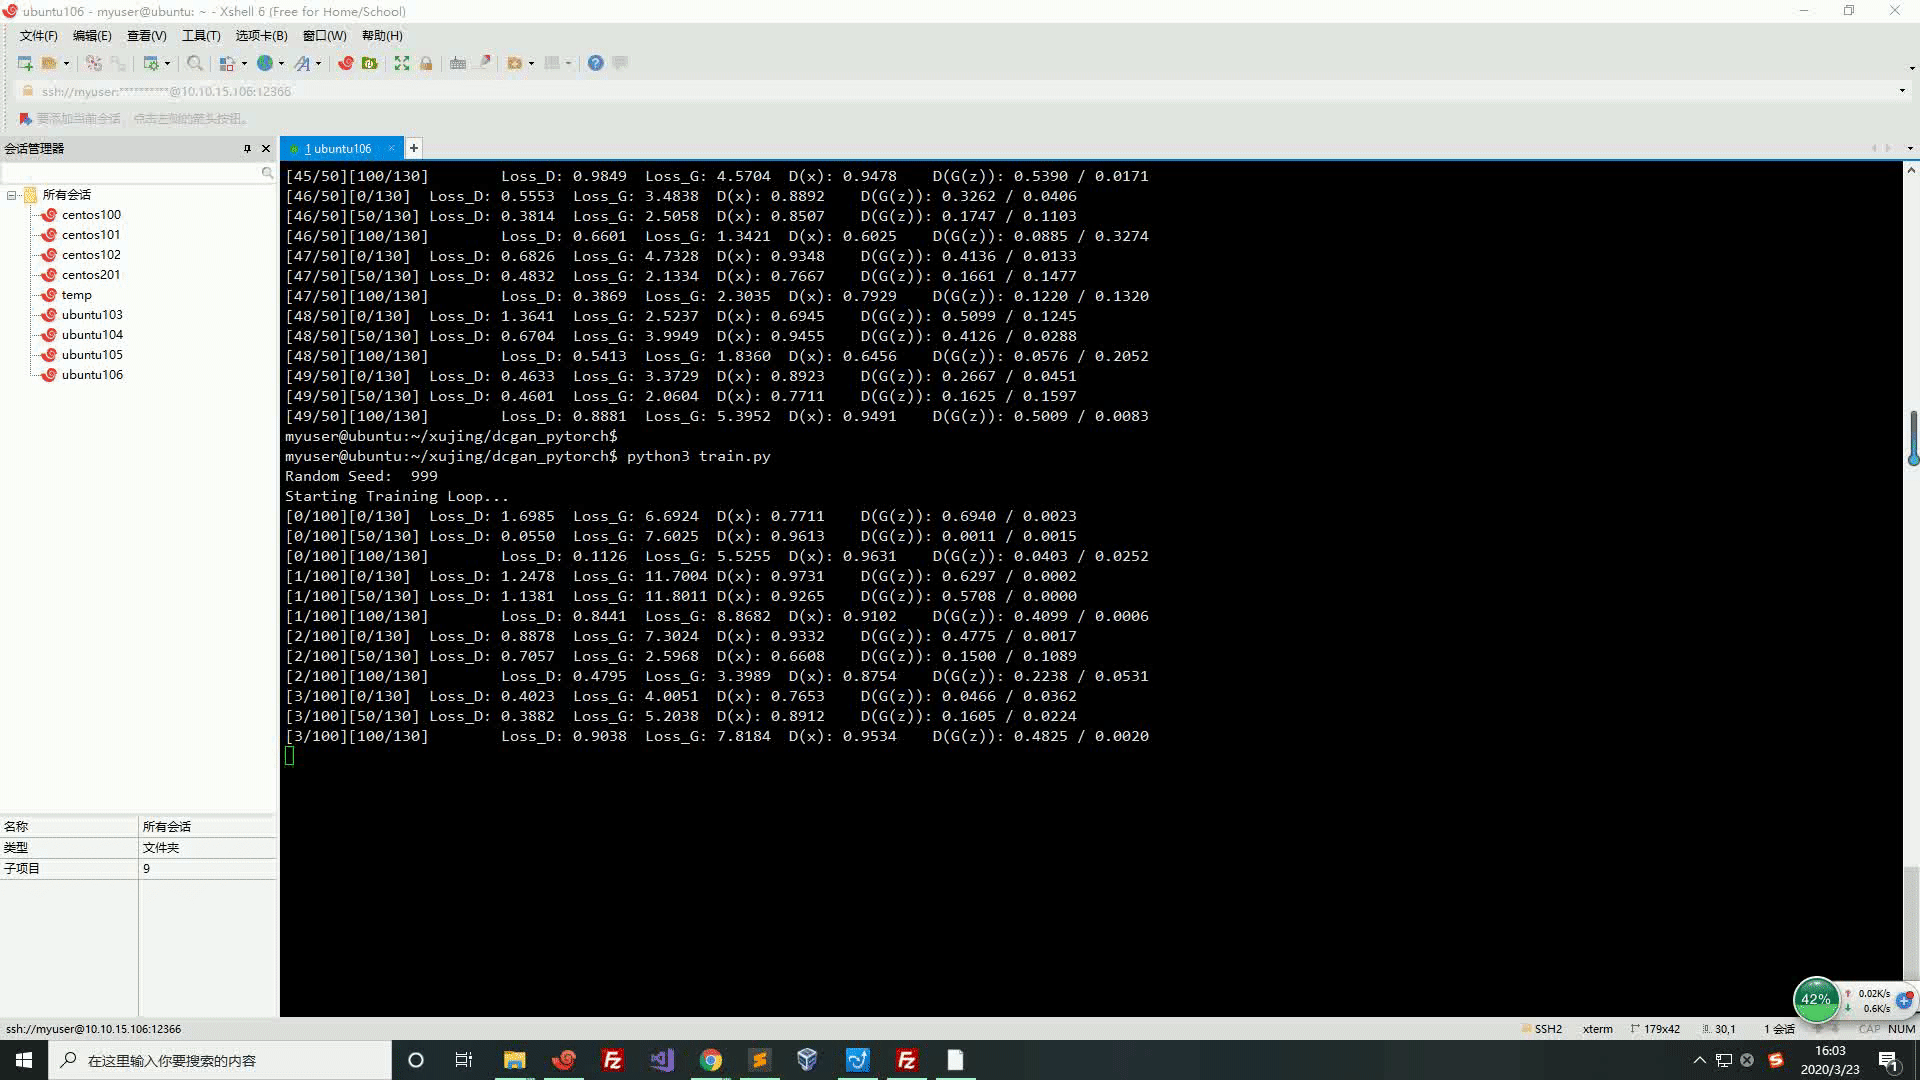 ubuntu106 - myuser@ubuntu: ~ - Xshell 6 (Free for Home/School)
文件(F) 编辑(E) 查看(V) 工具(T) 选项卡(B) 窗口(W) 帮助(H)
ssh://myuser:**********@10.10.15.106:12366
要添加当前会话，点击左侧的箭头按钮。
会话管理器
1 ubuntu106
所有会话
centos100
centos101
centos102
centos201
temp
ubuntu103
ubuntu104
ubuntu105
ubuntu106
名称 所有会话
类型 文件夹
子项目 9
[45/50][100/130] Loss_D: 0.9849 Loss_G: 4.5704 D(x): 0.9478 D(G(z)): 0.5390 / 0.0171
[46/50][0/130] Loss_D: 0.5553 Loss_G: 3.4838 D(x): 0.8892 D(G(z)): 0.3262 / 0.0406
[46/50][50/130] Loss_D: 0.3814 Loss_G: 2.5058 D(x): 0.8507 D(G(z)): 0.1747 / 0.1103
[46/50][100/130] Loss_D: 0.6601 Loss_G: 1.3421 D(x): 0.6025 D(G(z)): 0.0885 / 0.3274
[47/50][0/130] Loss_D: 0.6826 Loss_G: 4.7328 D(x): 0.9348 D(G(z)): 0.4136 / 0.0133
[47/50][50/130] Loss_D: 0.4832 Loss_G: 2.1334 D(x): 0.7667 D(G(z)): 0.1661 / 0.1477
[47/50][100/130] Loss_D: 0.3869 Loss_G: 2.3035 D(x): 0.7929 D(G(z)): 0.1220 / 0.1320
[48/50][0/130] Loss_D: 1.3641 Loss_G: 2.5237 D(x): 0.6945 D(G(z)): 0.5099 / 0.1245
[48/50][50/130] Loss_D: 0.6704 Loss_G: 3.9949 D(x): 0.9455 D(G(z)): 0.4126 / 0.0288
[48/50][100/130] Loss_D: 0.5413 Loss_G: 1.8360 D(x): 0.6456 D(G(z)): 0.0576 / 0.2052
[49/50][0/130] Loss_D: 0.4633 Loss_G: 3.3729 D(x): 0.8923 D(G(z)): 0.2667 / 0.0451
[49/50][50/130] Loss_D: 0.4601 Loss_G: 2.0604 D(x): 0.7711 D(G(z)): 0.1625 / 0.1597
[49/50][100/130] Loss_D: 0.8881 Loss_G: 5.3952 D(x): 0.9491 D(G(z)): 0.5009 / 0.0083
myuser@ubuntu:~/xujing/dcgan_pytorch$
myuser@ubuntu:~/xujing/dcgan_pytorch$ python3 train.py
Random Seed: 999
Starting Training Loop...
[0/100][0/130] Loss_D: 1.6985 Loss_G: 6.6924 D(x): 0.7711 D(G(z)): 0.6940 / 0.0023
[0/100][50/130] Loss_D: 0.0550 Loss_G: 7.6025 D(x): 0.9613 D(G(z)): 0.0011 / 0.0015
[0/100][100/130] Loss_D: 0.1126 Loss_G: 5.5255 D(x): 0.9631 D(G(z)): 0.0403 / 0.0252
[1/100][0/130] Loss_D: 1.2478 Loss_G: 11.7004 D(x): 0.9731 D(G(z)): 0.6297 / 0.0002
[1/100][50/130] Loss_D: 1.1381 Loss_G: 11.8011 D(x): 0.9265 D(G(z)): 0.5708 / 0.0000
[1/100][100/130] Loss_D: 0.8441 Loss_G: 8.8682 D(x): 0.9102 D(G(z)): 0.4099 / 0.0006
[2/100][0/130] Loss_D: 0.8878 Loss_G: 7.3024 D(x): 0.9332 D(G(z)): 0.4775 / 0.0017
[2/100][50/130] Loss_D: 0.7057 Loss_G: 2.5968 D(x): 0.6608 D(G(z)): 0.1500 / 0.1089
[2/100][100/130] Loss_D: 0.4795 Loss_G: 3.3989 D(x): 0.8754 D(G(z)): 0.2238 / 0.0531
[3/100][0/130] Loss_D: 0.4023 Loss_G: 4.0051 D(x): 0.7653 D(G(z)): 0.0466 / 0.0362
[3/100][50/130] Loss_D: 0.3882 Loss_G: 5.2038 D(x): 0.8912 D(G(z)): 0.1605 / 0.0224
[3/100][100/130] Loss_D: 0.9038 Loss_G: 7.8184 D(x): 0.9534 D(G(z)): 0.4825 / 0.0020
42%
0.02K/s
0.6K/s
ssh://myuser@10.10.15.106:12366 SSH2 xterm 179x42 30,1 1 会话 CAP NUM
在这里输入你要搜索的内容
16:03
2020/3/23